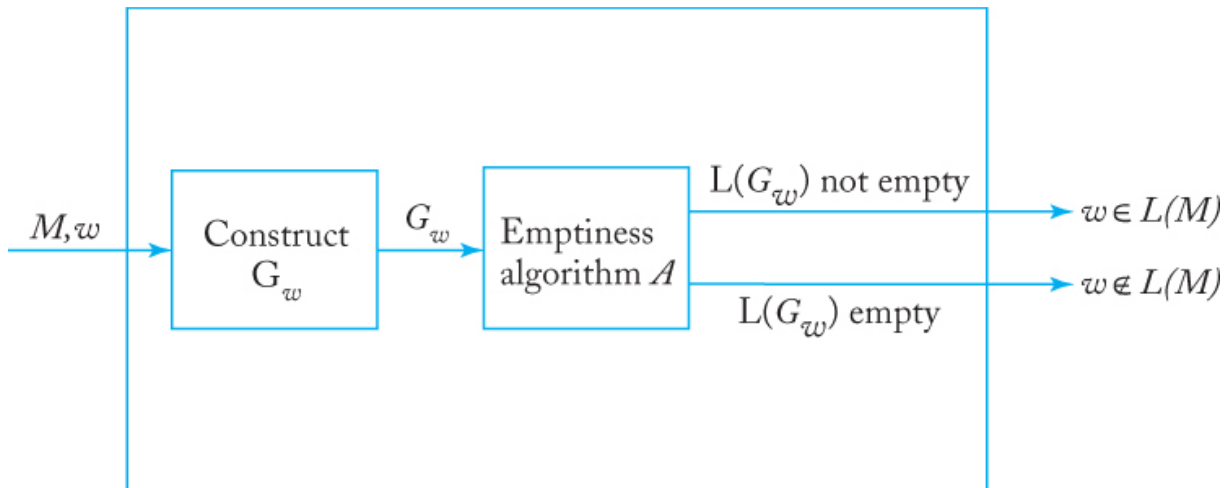 M,w
Construct
G_w
G_w
Emptiness
algorithm A
L(G_w) not empty
L(G_w) empty
w ∈ L(M)
w ∉ L(M)